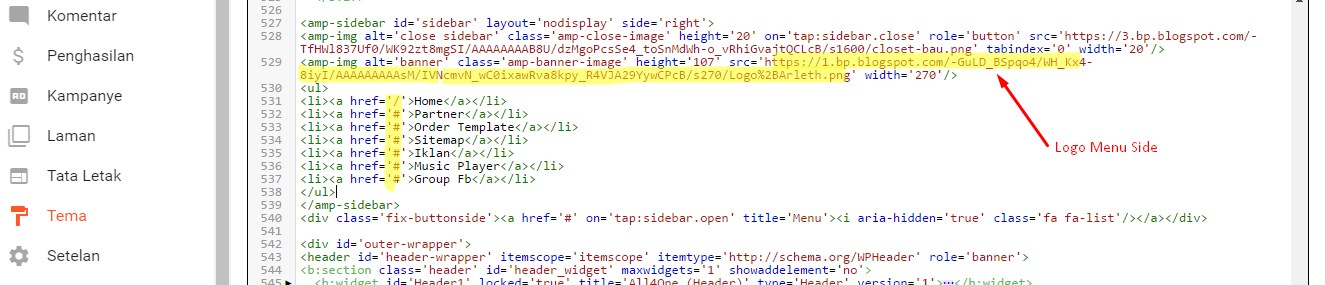 Komentar
Penghasilan
Kampanye
AD
Laman
Tata Letak
Tema
Setelan
526
527 <amp-sidebar id='sidebar' layout='nodisplay' side='right'>
528 <amp-img alt='close sidebar' class='amp-close-image' height='20' on='tap:sidebar.close' role='button' src='https://3.bp.blogspot.com/-
TfHWl837Uf0/WK92zt8mgSI/AAAAAAAAB8U/dzMgoPcsSe4_toSnMdWh-o_vRhiGvajtQCLcB/s1600/closet-bau.png' tabindex='0' width='20'/>
529 <amp-img alt='banner' class='amp-banner-image' height='107' src='https://1.bp.blogspot.com/-GuLD_BSpqo4/WH_Kx4-
8iyI/AAAAAAAAAsM/IVNcmvN_wC0ixawRva8kpy_R4VJA29YywCPcB/s270/Logo%2BArleth.png' width='270'/>
530 <ul>
531 <li><a href='/'>Home</a></li>
532 <li><a href='#'>Partner</a></li>
533 <li><a href='#'>Order Template</a></li>
534 <li><a href='#'>Sitemap</a></li>
535 <li><a href='#'>Iklan</a></li>
536 <li><a href='#'>Music Player</a></li>
537 <li><a href='#'>Group Fb</a></li>
538 </ul>
539 </amp-sidebar>
540 <div class='fix-buttonside'><a href='#' on='tap:sidebar.open' title='Menu'><i aria-hidden='true' class='fa fa-list'/></a></div>
541
542 <div id='outer-wrapper'>
543 <header id='header-wrapper' itemscope='itemscope' itemtype='http://schema.org/WPHeader' role='banner'>
544 <b:section class='header' id='header_widget' maxwidgets='1' showaddelement='no'>
545 <b:widget id='Header1' locked='true' title='All4One (Header)' type='Header' version='1'></b:widget>
Logo Menu Side